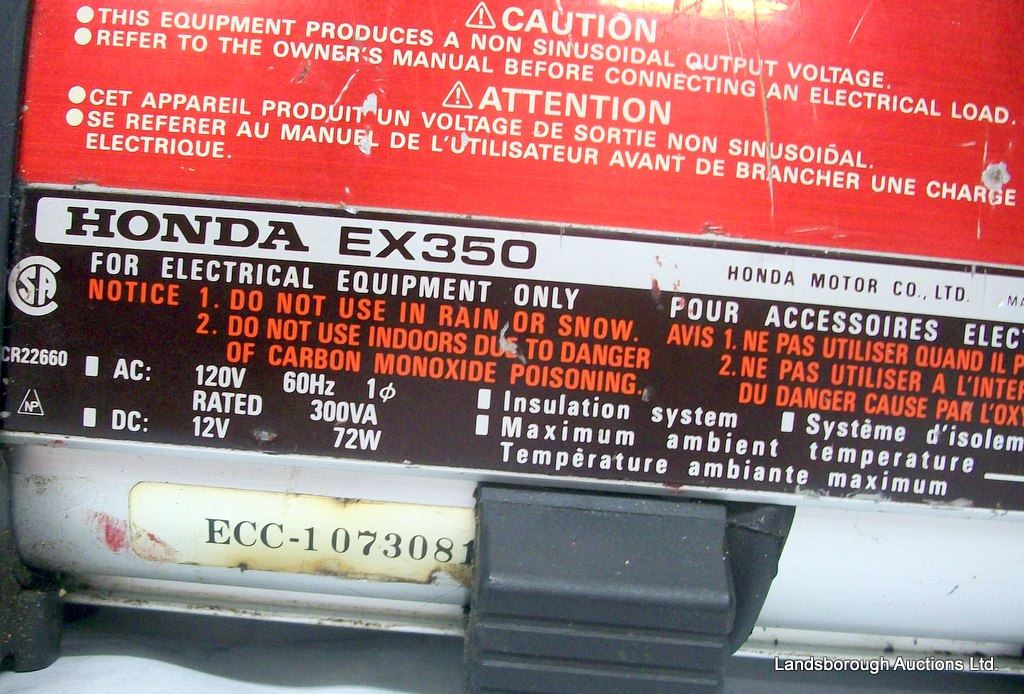 ⚠CAUTION
●THIS EQUIPMENT PRODUCES A NON SINUSOIDAL OUTPUT VOLTAGE.
●REFER TO THE OWNER'S MANUAL BEFORE CONNECTING AN ELECTRICAL LOAD.
⚠ATTENTION
●CET APPAREIL PRODUIT UN VOLTAGE DE SORTIE NON SINUSOIDAL.
●SE REFERER AU MANUEL DE L'UTILISATEUR AVANT DE BRANCHER UNE CHARGE
ELECTRIQUE.
HONDA EX350
HONDA MOTOR CO., LTD. MA
FOR ELECTRICAL EQUIPMENT ONLY
NOTICE 1. DO NOT USE IN RAIN OR SNOW.
2. DO NOT USE INDOORS DUE TO DANGER
OF CARBON MONOXIDE POISONING.
POUR ACCESSOIRES ELEC
AVIS 1. NE PAS UTILISER QUAND IL P
2. NE PAS UTILISER A L'INTER
DU DANGER CAUSE PAR L'OXY
SA
CR22660
NP
AC: 120V 60Hz 1ϕ
RATED 300VA
DC: 12V 72W
Insulation system
Système d'isolem
Maximum ambient temperature
Température ambiante maximum
ECC-1073081
Landsborough Auctions Ltd.